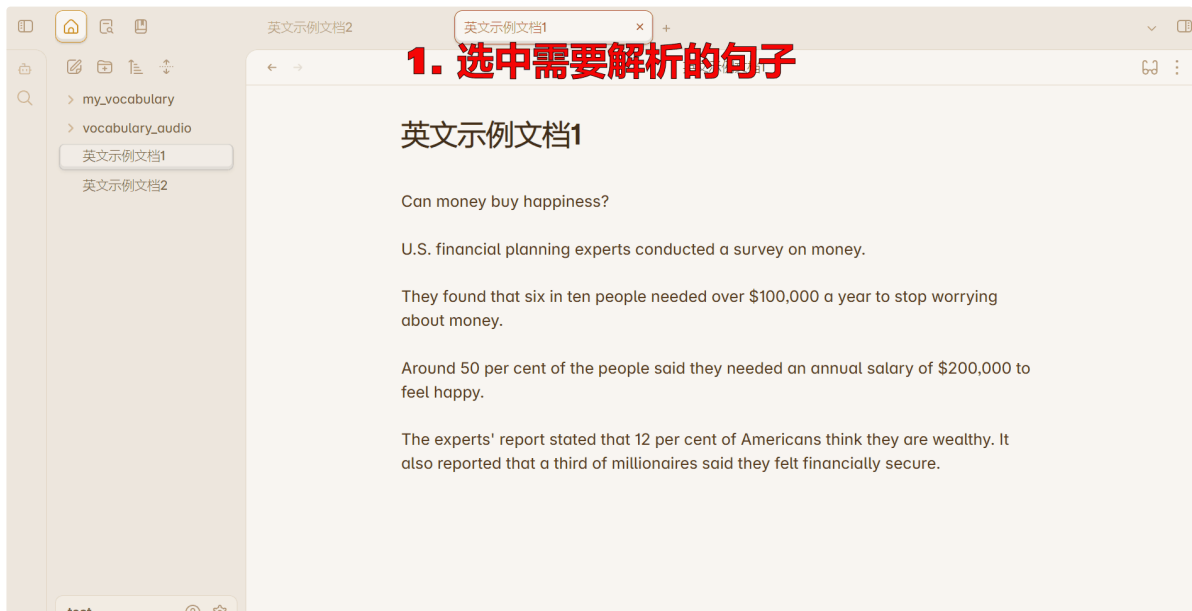 英文示例文档2
英文示例文档1
1. 选中需要解析的句子
my_vocabulary
vocabulary_audio
英文示例文档1
英文示例文档2
英文示例文档1
Can money buy happiness?
U.S. financial planning experts conducted a survey on money.
They found that six in ten people needed over $100,000 a year to stop worrying
about money.
Around 50 per cent of the people said they needed an annual salary of $200,000 to
feel happy.
The experts' report stated that 12 per cent of Americans think they are wealthy. It
also reported that a third of millionaires said they felt financially secure.